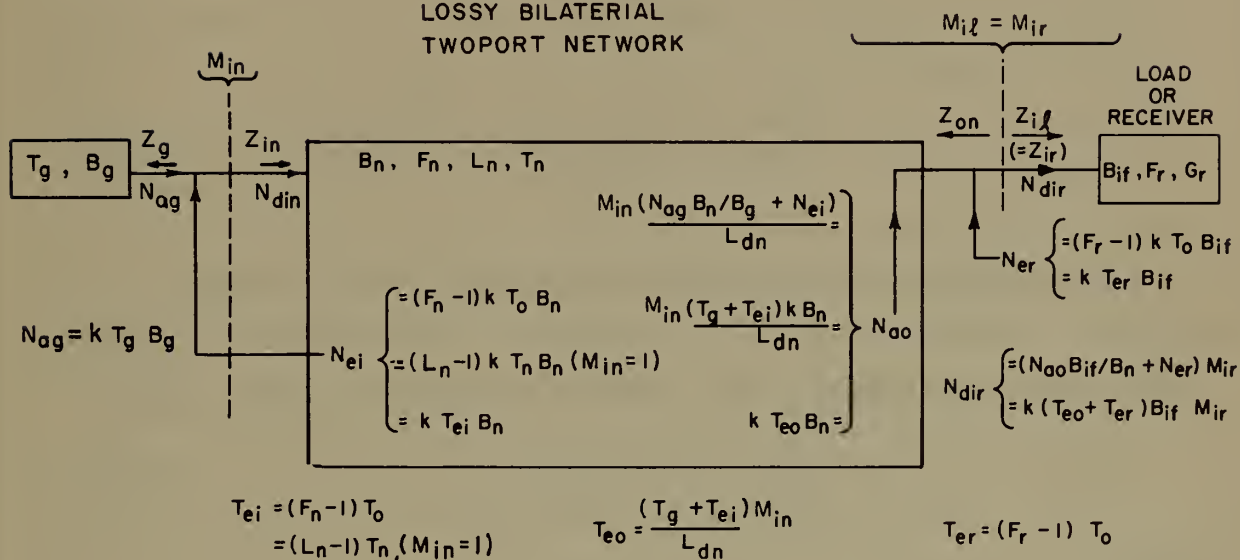 LOSSY BILATERIAL
TWOPORT NETWORK
M_in
M_iℓ = M_ir
LOAD
OR
RECEIVER
T_g , B_g
Z_g
N_ag
Z_in
N_din
B_n, F_n, L_n, T_n
Z_on
Z_iℓ
(=Z_ir)
N_dir
B_if, F_r, G_r
M_in (N_ag B_n/B_g + N_ei)
L_dn =
M_in (T_g + T_ei) k B_n
L_dn =
k T_eo B_n =
N_ao
N_er
=(F_r −1) k T_o B_if
= k T_er B_if
N_ag = k T_g B_g
N_ei
=(F_n −1) k T_o B_n
=(L_n −1) k T_n B_n (M_in=1)
= k T_ei B_n
N_dir
=(N_ao B_if/B_n + N_er) M_ir
= k (T_eo + T_er) B_if M_ir
T_ei =(F_n −1) T_o
=(L_n −1) T_n, (M_in=1)
T_eo = (T_g + T_ei) M_in
L_dn
T_er = (F_r −1) T_o